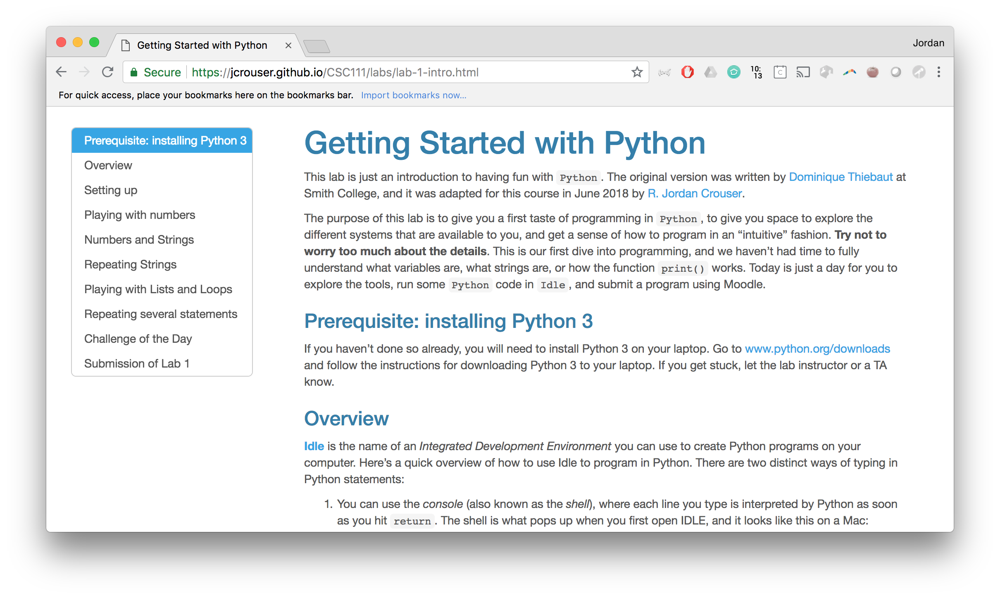 Getting Started with Python
Jordan
Secure https://jcrouser.github.io/CSC111/labs/lab-1-intro.html
10:
13
C
For quick access, place your bookmarks here on the bookmarks bar. Import bookmarks now...
Prerequisite: installing Python 3
Overview
Setting up
Playing with numbers
Numbers and Strings
Repeating Strings
Playing with Lists and Loops
Repeating several statements
Challenge of the Day
Submission of Lab 1
Getting Started with Python
This lab is just an introduction to having fun with Python. The original version was written by Dominique Thiebaut at
Smith College, and it was adapted for this course in June 2018 by R. Jordan Crouser.
The purpose of this lab is to give you a first taste of programming in Python, to give you space to explore the
different systems that are available to you, and get a sense of how to program in an “intuitive” fashion. Try not to
worry too much about the details. This is our first dive into programming, and we haven’t had time to fully
understand what variables are, what strings are, or how the function print() works. Today is just a day for you to
explore the tools, run some Python code in Idle, and submit a program using Moodle.
Prerequisite: installing Python 3
If you haven’t done so already, you will need to install Python 3 on your laptop. Go to www.python.org/downloads
and follow the instructions for downloading Python 3 to your laptop. If you get stuck, let the lab instructor or a TA
know.
Overview
Idle is the name of an Integrated Development Environment you can use to create Python programs on your
computer. Here’s a quick overview of how to use Idle to program in Python. There are two distinct ways of typing in
Python statements:
1. You can use the console (also known as the shell), where each line you type is interpreted by Python as soon
as you hit return. The shell is what pops up when you first open IDLE, and it looks like this on a Mac: